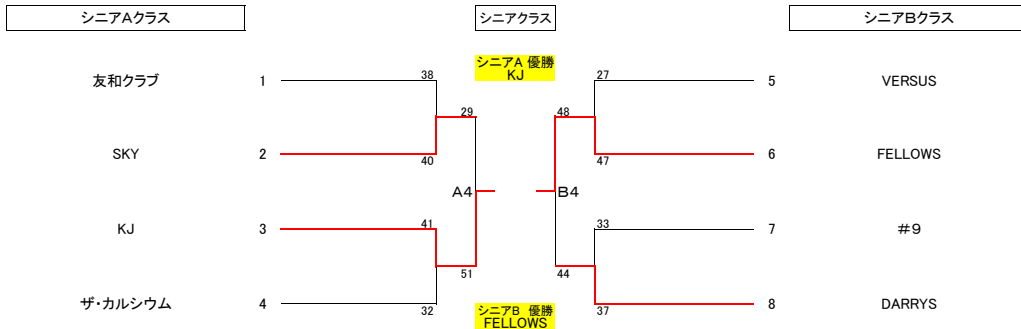 シニアAクラス
シニアクラス
シニアBクラス
シニアA 優勝
KJ
友和クラブ 1 38 27 5 VERSUS
29 48
SKY 2 40 47 6 FELLOWS
A4 B4
KJ 3 41 33 7 #9
51 44
ザ・カルシウム 4 32 37 8 DARRYS
シニアB 優勝
FELLOWS